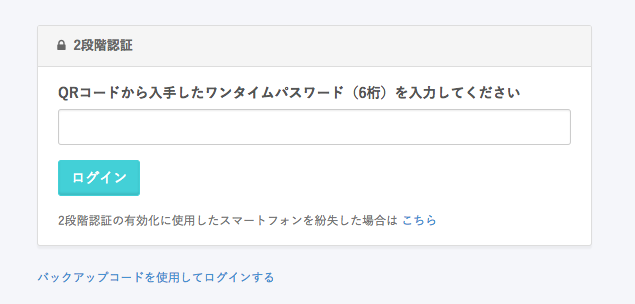 2段階認証
QRコードから入手したワンタイムパスワード（6桁）を入力してください
ログイン
2段階認証の有効化に使用したスマートフォンを紛失した場合は こちら
バックアップコードを使用してログインする